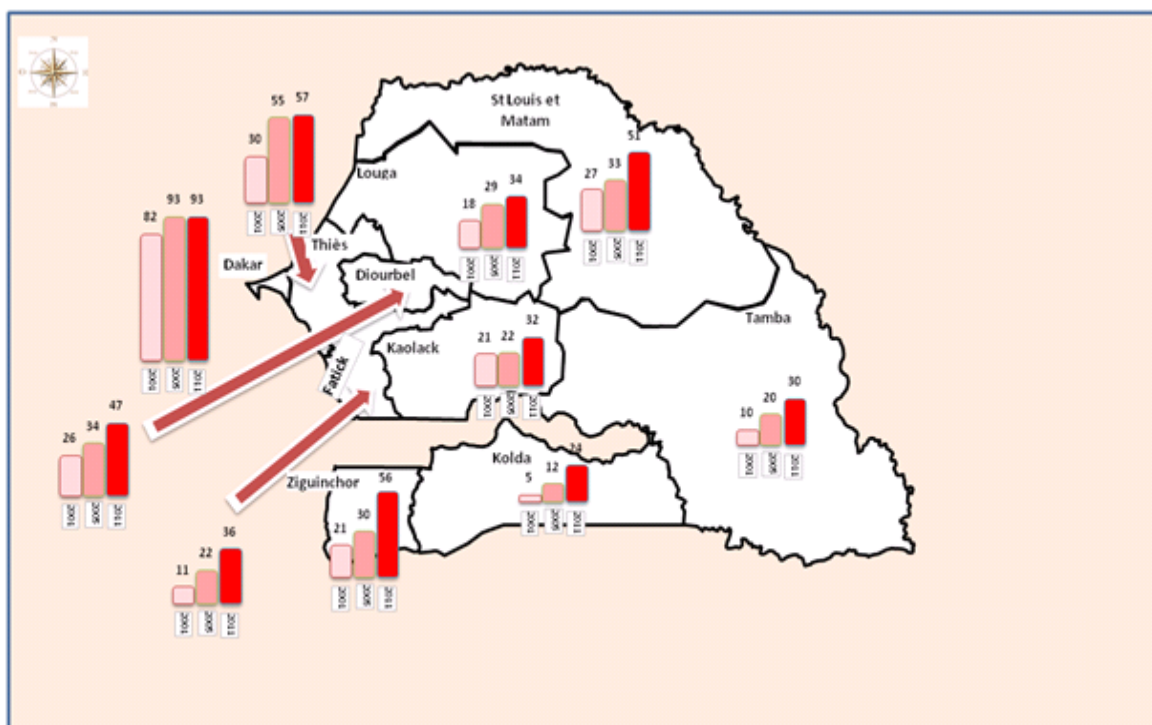 N
O
E
S
St Louis et
Matam
55 57
30
2001 2005 2011
51
33
27
2001 2005 2011
Louga
34
29
18
2001 2005 2011
93 93
82
2001 2005 2011
Thiès
Dakar
Diourbel
Tamba
32
21 22
2001 2005 2011
Kaolack
Fatick
30
20
10
2001 2005 2011
47
34
26
2001 2005 2011
Kolda
24
12
5
2001 2005 2011
Ziguinchor
56
30
21
2001 2005 2011
36
22
11
2001 2005 2011